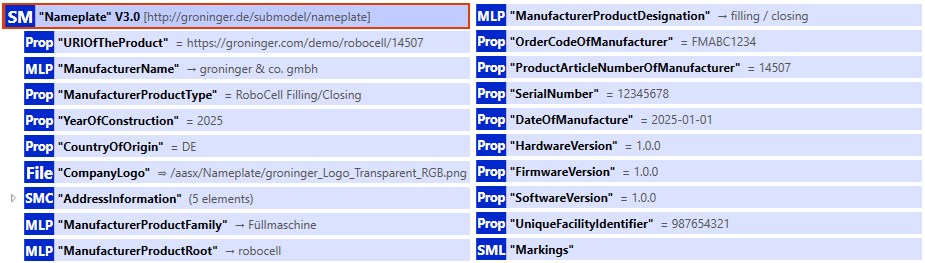 SM "Nameplate" V3.0 [http://groninger.de/submodel/nameplate]
Prop "URIOfTheProduct" = https://groninger.com/demo/robocell/14507
MLP "ManufacturerName" → groninger & co. gmbh
Prop "ManufacturerProductType" = RoboCell Filling/Closing
Prop "YearOfConstruction" = 2025
Prop "CountryOfOrigin" = DE
File "CompanyLogo" ⇒ /aasx/Nameplate/groninger_Logo_Transparent_RGB.png
SMC "AddressInformation" (5 elements)
MLP "ManufacturerProductFamily" → Füllmaschine
MLP "ManufacturerProductRoot" → robocell
MLP "ManufacturerProductDesignation" → filling / closing
Prop "OrderCodeOfManufacturer" = FMABC1234
Prop "ProductArticleNumberOfManufacturer" = 14507
Prop "SerialNumber" = 12345678
Prop "DateOfManufacture" = 2025-01-01
Prop "HardwareVersion" = 1.0.0
Prop "FirmwareVersion" = 1.0.0
Prop "SoftwareVersion" = 1.0.0
Prop "UniqueFacilityIdentifier" = 987654321
SML "Markings"